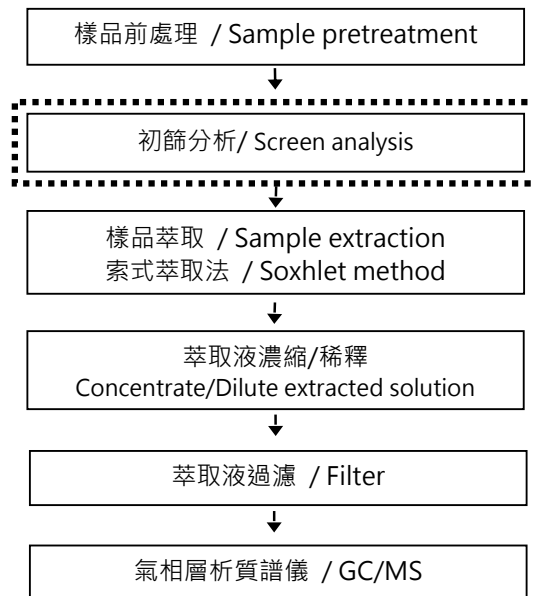 樣品前處理 / Sample pretreatment
初篩分析/ Screen analysis
樣品萃取 / Sample extraction
索式萃取法 / Soxhlet method
萃取液濃縮/稀釋
Concentrate/Dilute extracted solution
萃取液過濾 / Filter
氣相層析質譜儀 / GC/MS